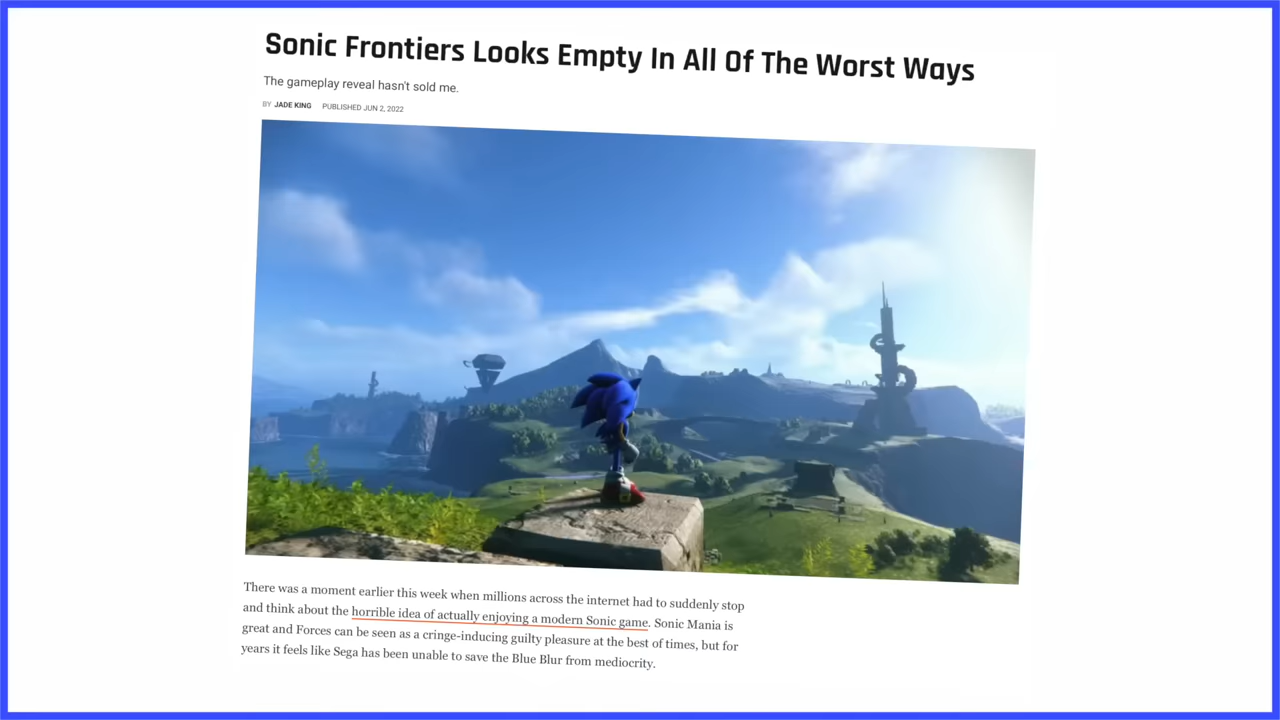 Sonic Frontiers Looks Empty In All Of The Worst Ways
The gameplay reveal hasn't sold me.
BY JADE KING PUBLISHED JUN 2, 2022
There was a moment earlier this week when millions across the internet had to suddenly stop
and think about the horrible idea of actually enjoying a modern Sonic game. Sonic Mania is
great and Forces can be seen as a cringe-inducing guilty pleasure at the best of times, but for
years it feels like Sega has been unable to save the Blue Blur from mediocrity.